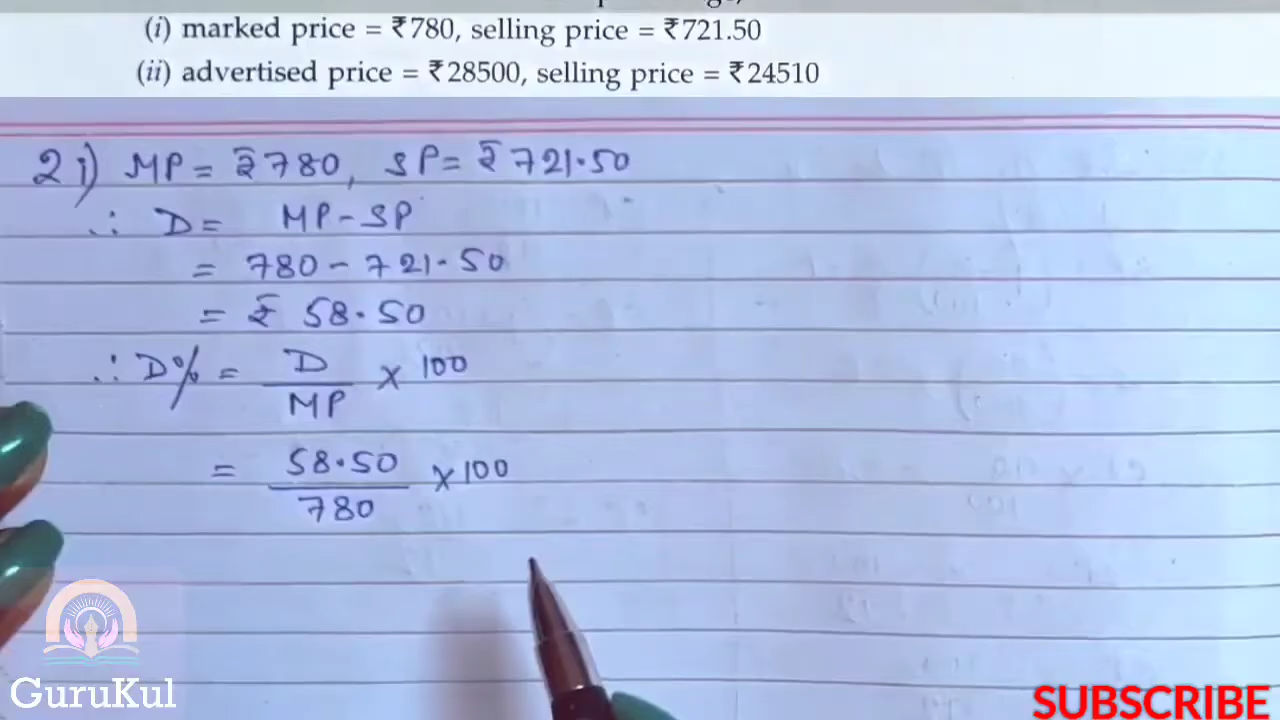 (i) marked price = ₹780, selling price = ₹721.50
(ii) advertised price = ₹28500, selling price = ₹24510
2 i) MP = ₹ 780, SP = ₹ 721.50
∴ D = MP - SP
= 780 - 721.50
= ₹ 58.50
∴ D% = D/MP × 100
= 58.50/780 × 100
GuruKul
SUBSCRIBE